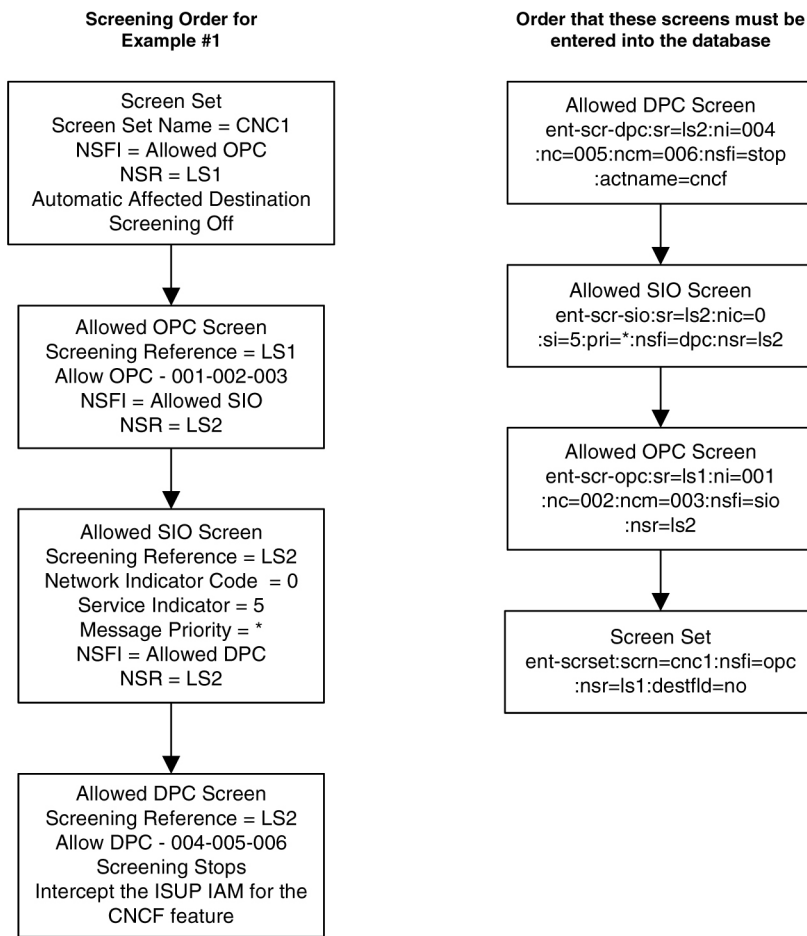 Screening Order for
Example #1
Screen Set
Screen Set Name = CNC1
NSFI = Allowed OPC
NSR = LS1
Automatic Affected Destination
Screening Off
Allowed OPC Screen
Screening Reference = LS1
Allow OPC - 001-002-003
NSFI = Allowed SIO
NSR = LS2
Allowed SIO Screen
Screening Reference = LS2
Network Indicator Code  = 0
Service Indicator = 5
Message Priority = *
NSFI = Allowed DPC
NSR = LS2
Allowed DPC Screen
Screening Reference = LS2
Allow DPC - 004-005-006
Screening Stops
Intercept the ISUP IAM for the
CNCF feature
Order that these screens must be
entered into the database
Allowed DPC Screen
ent-scr-dpc:sr=ls2:ni=004
:nc=005:ncm=006:nsfi=stop
:actname=cncf
Allowed SIO Screen
ent-scr-sio:sr=ls2:nic=0
:si=5:pri=*:nsfi=dpc:nsr=ls2
Allowed OPC Screen
ent-scr-opc:sr=ls1:ni=001
:nc=002:ncm=003:nsfi=sio
:nsr=ls2
Screen Set
ent-scrset:scrn=cnc1:nsfi=opc
:nsr=ls1:destfld=no